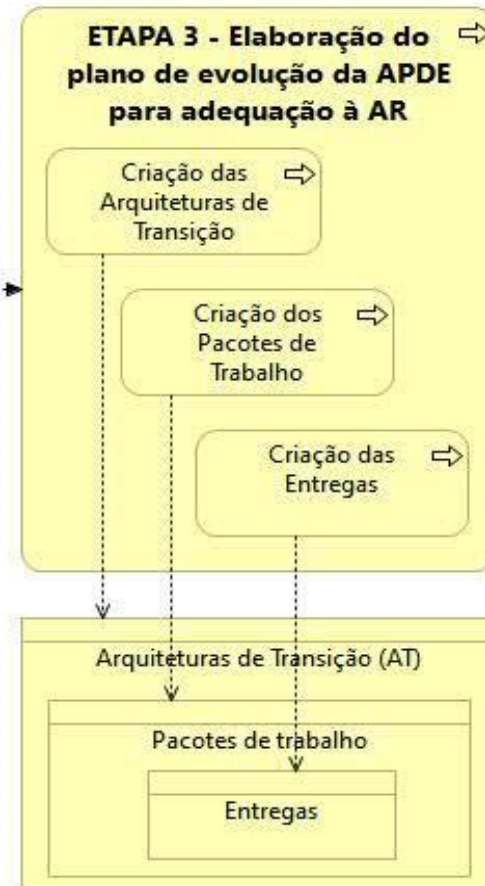 ETAPA 3 - Elaboração do
plano de evolução da APDE
para adequação à AR
Criação das
Arquiteturas de
Transição
Criação dos
Pacotes de
Trabalho
Criação das
Entregas
Arquiteturas de Transição (AT)
Pacotes de trabalho
Entregas